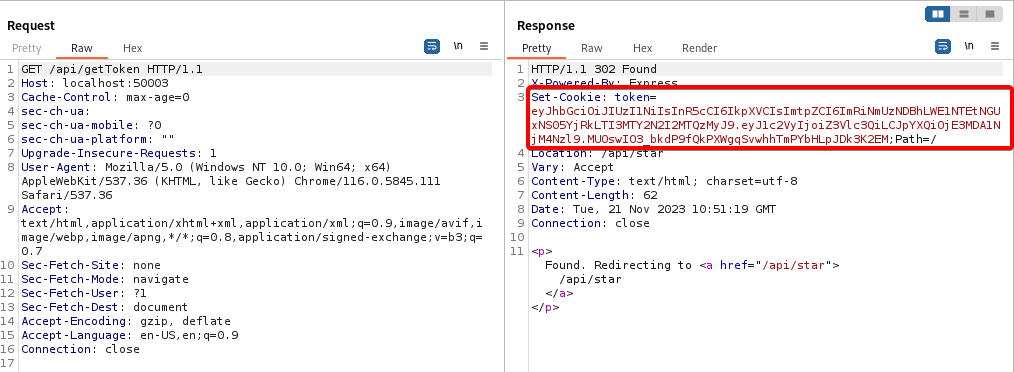 Request
Pretty Raw Hex
\n
1 GET /api/getToken HTTP/1.1
2 Host: localhost:50003
3 Cache-Control: max-age=0
4 sec-ch-ua:
5 sec-ch-ua-mobile: ?0
6 sec-ch-ua-platform: ""
7 Upgrade-Insecure-Requests: 1
8 User-Agent: Mozilla/5.0 (Windows NT 10.0; Win64; x64)
AppleWebKit/537.36 (KHTML, like Gecko) Chrome/116.0.5845.111
Safari/537.36
9 Accept:
text/html,application/xhtml+xml,application/xml;q=0.9,image/avif,i
mage/webp,image/apng,*/*;q=0.8,application/signed-exchange;v=b3;q=
0.7
10 Sec-Fetch-Site: none
11 Sec-Fetch-Mode: navigate
12 Sec-Fetch-User: ?1
13 Sec-Fetch-Dest: document
14 Accept-Encoding: gzip, deflate
15 Accept-Language: en-US,en;q=0.9
16 Connection: close
17
Response
Pretty Raw Hex Render
\n
1 HTTP/1.1 302 Found
2 X-Powered-By: Express
3 Set-Cookie: token=
eyJhbGciOiJIUzI1NiIsInR5cCI6IkpXVCIsImtpZCI6ImRiNmUzNDBhLWE1NTEtNGU
xNS05YjRkLTI3MTY2N2I2MTQzMyJ9.eyJ1c2VyIjoiZ3Vlc3QiLCJpYXQiOjE3MDA1N
jM4Nzl9.MUOswIO3_bkdP9fQkPXWgqSvwhhTmPYbHLpJDk3K2EM;Path=/
4 Location: /api/star
5 Vary: Accept
6 Content-Type: text/html; charset=utf-8
7 Content-Length: 62
8 Date: Tue, 21 Nov 2023 10:51:19 GMT
9 Connection: close
10
11 <p>
Found. Redirecting to <a href="/api/star">
/api/star
</a>
</p>